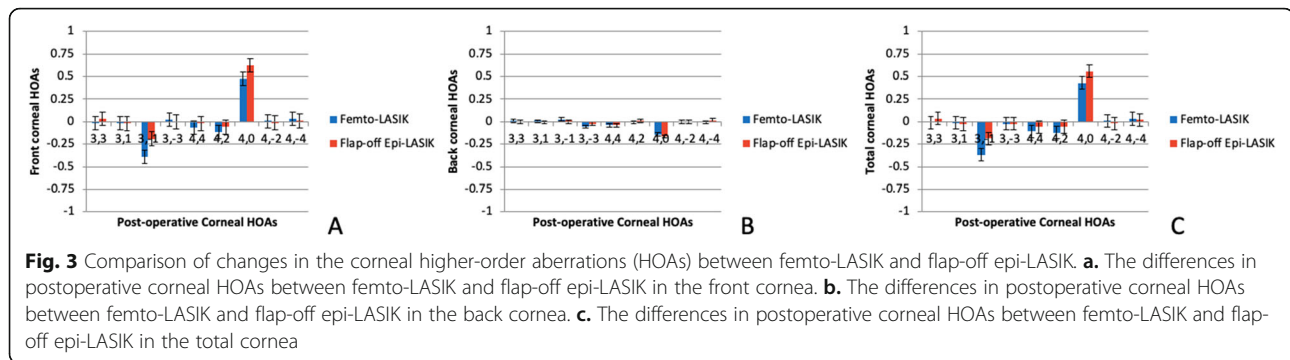 1
0.75
0.5
0.25
0
-0.25
-0.5
-0.75
-1
Front corneal HOAs
3,3 3,1 3,-1 3,-3 4,4 4,2 4,0 4,-2 4,-4
Femto-LASIK
Flap-off Epi-LASIK
Post-operative Corneal HOAs
A
1
0.75
0.5
0.25
0
-0.25
-0.5
-0.75
-1
Back corneal HOAs
3,3 3,1 3,-1 3,-3 4,4 4,2 4,0 4,-2 4,-4
Femto-LASIK
Flap-off Epi-LASIK
Post-operative Corneal HOAs
B
1
0.75
0.5
0.25
0
-0.25
-0.5
-0.75
-1
Total corneal HOAs
3,3 3,1 3,-1 3,-3 4,4 4,2 4,0 4,-2 4,-4
Femto-LASIK
Flap-off Epi-LASIK
Post-operative Corneal HOAs
C
Fig. 3 Comparison of changes in the corneal higher-order aberrations (HOAs) between femto-LASIK and flap-off epi-LASIK. a. The differences in
postoperative corneal HOAs between femto-LASIK and flap-off epi-LASIK in the front cornea. b. The differences in postoperative corneal HOAs
between femto-LASIK and flap-off epi-LASIK in the back cornea. c. The differences in postoperative corneal HOAs between femto-LASIK and flap-
off epi-LASIK in the total cornea